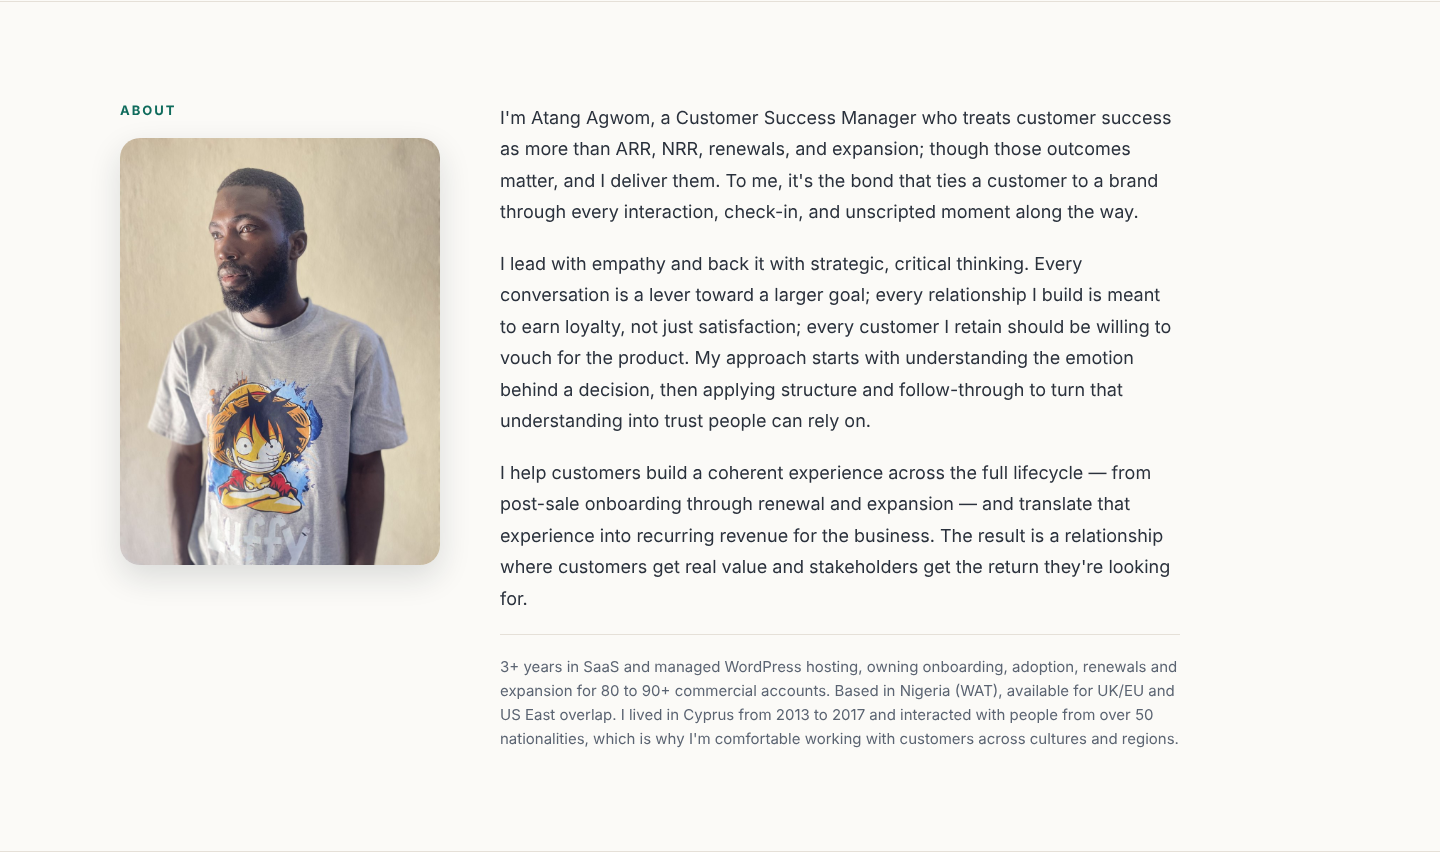 ABOUT
I'm Atang Agwom, a Customer Success Manager who treats customer success
as more than ARR, NRR, renewals, and expansion; though those outcomes
matter, and I deliver them. To me, it's the bond that ties a customer to a brand
through every interaction, check-in, and unscripted moment along the way.
I lead with empathy and back it with strategic, critical thinking. Every
conversation is a lever toward a larger goal; every relationship I build is meant
to earn loyalty, not just satisfaction; every customer I retain should be willing to
vouch for the product. My approach starts with understanding the emotion
behind a decision, then applying structure and follow-through to turn that
understanding into trust people can rely on.
I help customers build a coherent experience across the full lifecycle — from
post-sale onboarding through renewal and expansion — and translate that
experience into recurring revenue for the business. The result is a relationship
where customers get real value and stakeholders get the return they're looking
for.
3+ years in SaaS and managed WordPress hosting, owning onboarding, adoption, renewals and
expansion for 80 to 90+ commercial accounts. Based in Nigeria (WAT), available for UK/EU and
US East overlap. I lived in Cyprus from 2013 to 2017 and interacted with people from over 50
nationalities, which is why I'm comfortable working with customers across cultures and regions.